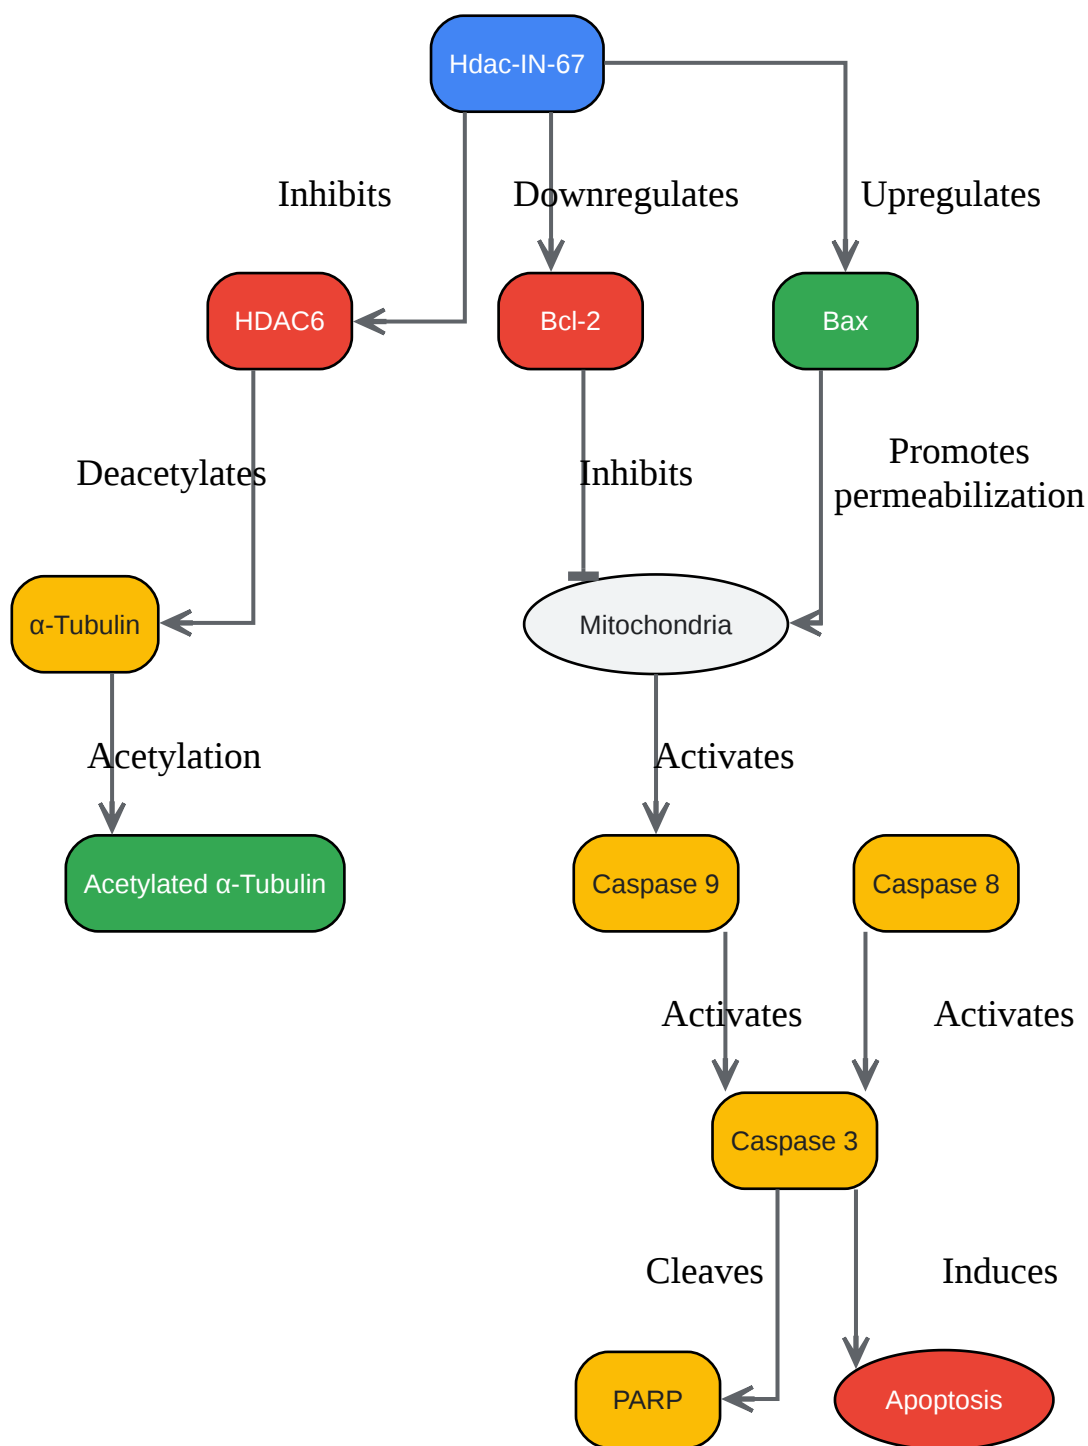 Hdac-IN-67
Inhibits
Downregulates
Upregulates
HDAC6
Bcl-2
Bax
Deacetylates
Inhibits
Promotes
permeabilization
α-Tubulin
Mitochondria
Acetylation
Activates
Acetylated α-Tubulin
Caspase 9
Caspase 8
Activates
Activates
Caspase 3
Cleaves
Induces
PARP
Apoptosis